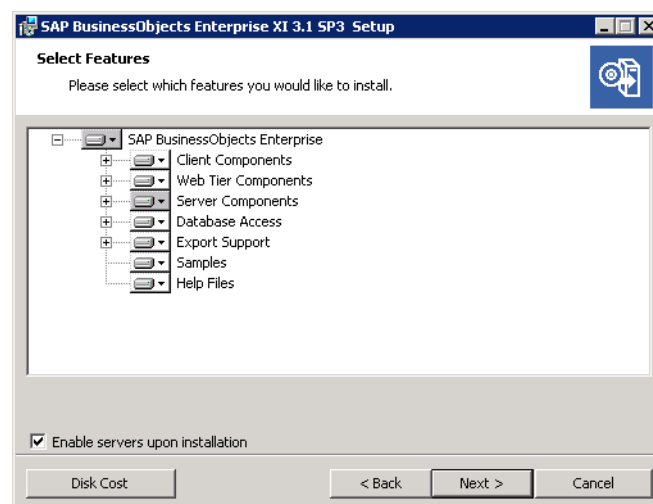 SAP BusinessObjects Enterprise XI 3.1 SP3 Setup
Select Features
Please select which features you would like to install.
SAP BusinessObjects Enterprise
Client Components
Web Tier Components
Server Components
Database Access
Export Support
Samples
Help Files
Enable servers upon installation
Disk Cost
< Back
Next >
Cancel